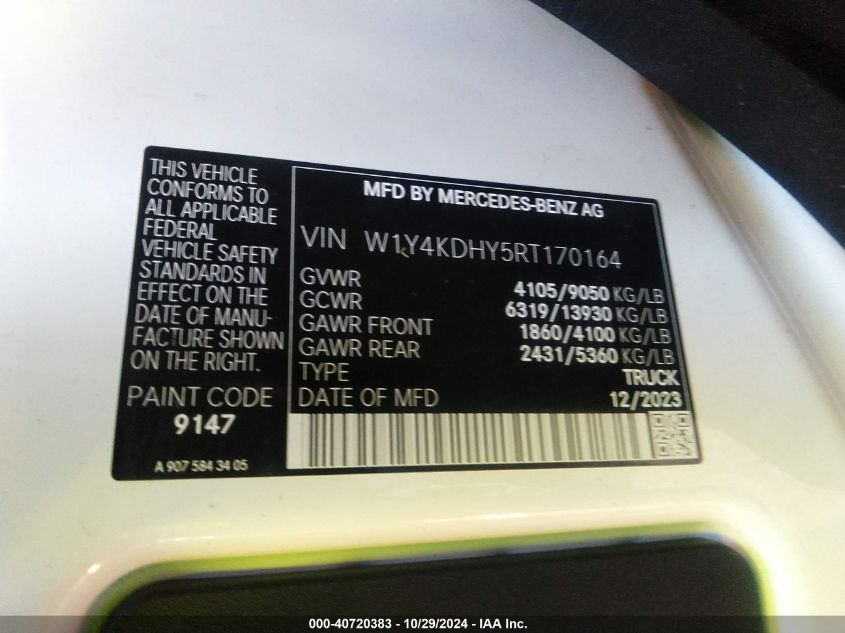 THIS VEHICLE
CONFORMS TO
ALL APPLICABLE
FEDERAL
VEHICLE SAFETY
STANDARDS IN
EFFECT ON THE
DATE OF MANU-
FACTURE SHOWN
ON THE RIGHT.
PAINT CODE
9147
A 907 584 34 05
MFD BY MERCEDES-BENZ AG
VIN W1Y4KDHY5RT170164
GVWR 4105/9050 KG/LB
GCWR 6319/13930 KG/LB
GAWR FRONT 1860/4100 KG/LB
GAWR REAR 2431/5360 KG/LB
TYPE TRUCK
DATE OF MFD 12/2023
000-40720383 - 10/29/2024 - IAA Inc.